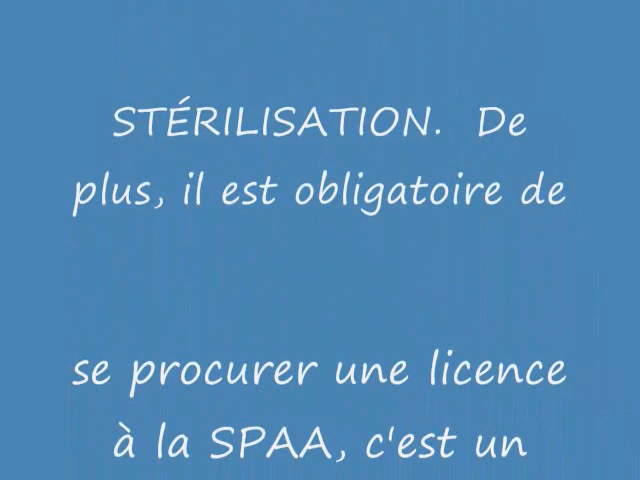 STÉRILISATION. De
plus, il est obligatoire de
se procurer une licence
à la SPAA, c'est un